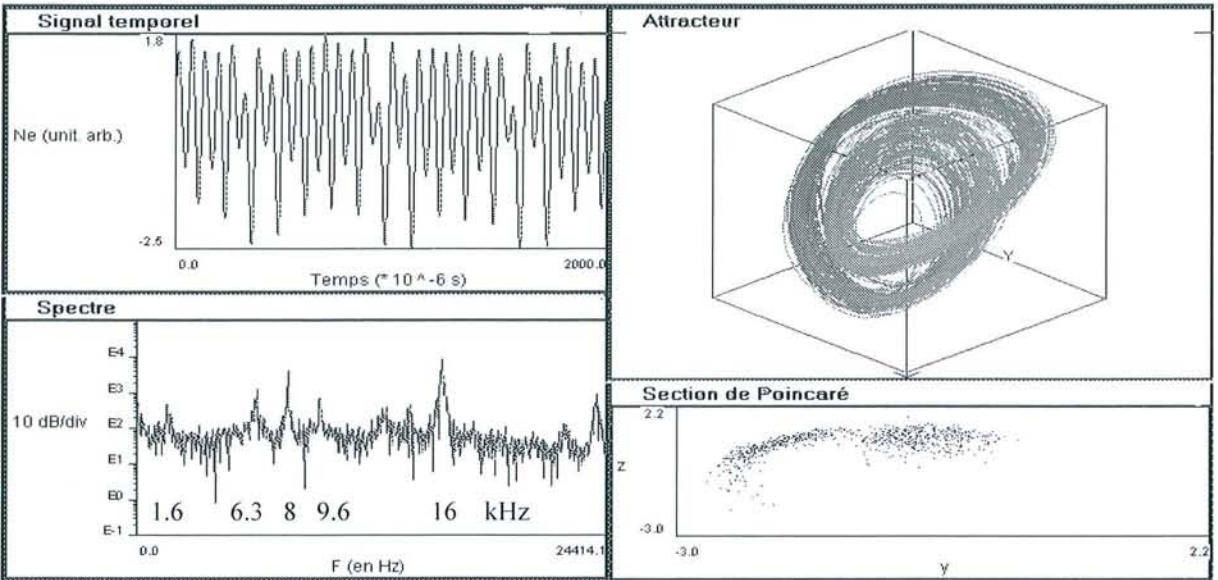 Signal temporel
1.8
Ne (unit. arb.)
-2.5
0.0 2000.0
Temps (* 10 ^ -6 s)
Spectre
E4
E3
10 dB/div
E2
E1
E0
E-1
1.6 6.3 8 9.6 16 kHz
0.0 24414.1
F (en Hz)
Attracteur
Y
Section de Poincaré
2.2
z
-3.0
-3.0 2.2
y